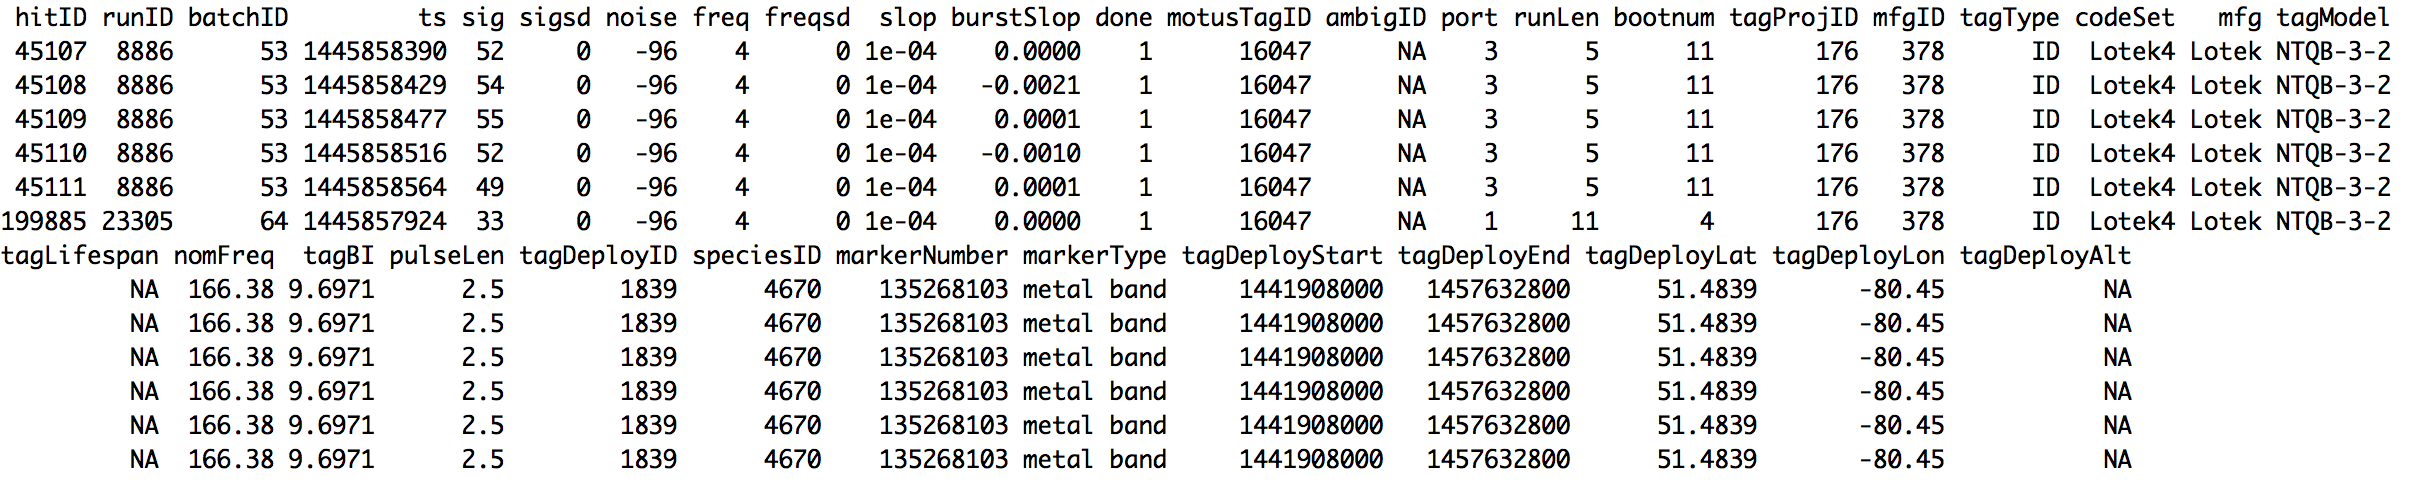 hitID runID batchID ts sig sigsd noise freq freqsd slop burstSlop done motusTagID ambigID port runLen bootnum tagProjID mfgID tagType codeSet mfg tagModel
45107 8886 53 1445858390 52 0 -96 4 0 1e-04 0.0000 1 16047 NA 3 5 11 176 378 ID Lotek4 Lotek NTQB-3-2
45108 8886 53 1445858429 54 0 -96 4 0 1e-04 -0.0021 1 16047 NA 3 5 11 176 378 ID Lotek4 Lotek NTQB-3-2
45109 8886 53 1445858477 55 0 -96 4 0 1e-04 0.0001 1 16047 NA 3 5 11 176 378 ID Lotek4 Lotek NTQB-3-2
45110 8886 53 1445858516 52 0 -96 4 0 1e-04 -0.0010 1 16047 NA 3 5 11 176 378 ID Lotek4 Lotek NTQB-3-2
45111 8886 53 1445858564 49 0 -96 4 0 1e-04 0.0001 1 16047 NA 3 5 11 176 378 ID Lotek4 Lotek NTQB-3-2
199885 23305 64 1445857924 33 0 -96 4 0 1e-04 0.0000 1 16047 NA 1 11 4 176 378 ID Lotek4 Lotek NTQB-3-2
tagLifespan nomFreq tagBI pulseLen tagDeployID speciesID markerNumber markerType tagDeployStart tagDeployEnd tagDeployLat tagDeployLon tagDeployAlt
NA 166.38 9.6971 2.5 1839 4670 135268103 metal band 1441908000 1457632800 51.4839 -80.45 NA
NA 166.38 9.6971 2.5 1839 4670 135268103 metal band 1441908000 1457632800 51.4839 -80.45 NA
NA 166.38 9.6971 2.5 1839 4670 135268103 metal band 1441908000 1457632800 51.4839 -80.45 NA
NA 166.38 9.6971 2.5 1839 4670 135268103 metal band 1441908000 1457632800 51.4839 -80.45 NA
NA 166.38 9.6971 2.5 1839 4670 135268103 metal band 1441908000 1457632800 51.4839 -80.45 NA
NA 166.38 9.6971 2.5 1839 4670 135268103 metal band 1441908000 1457632800 51.4839 -80.45 NA